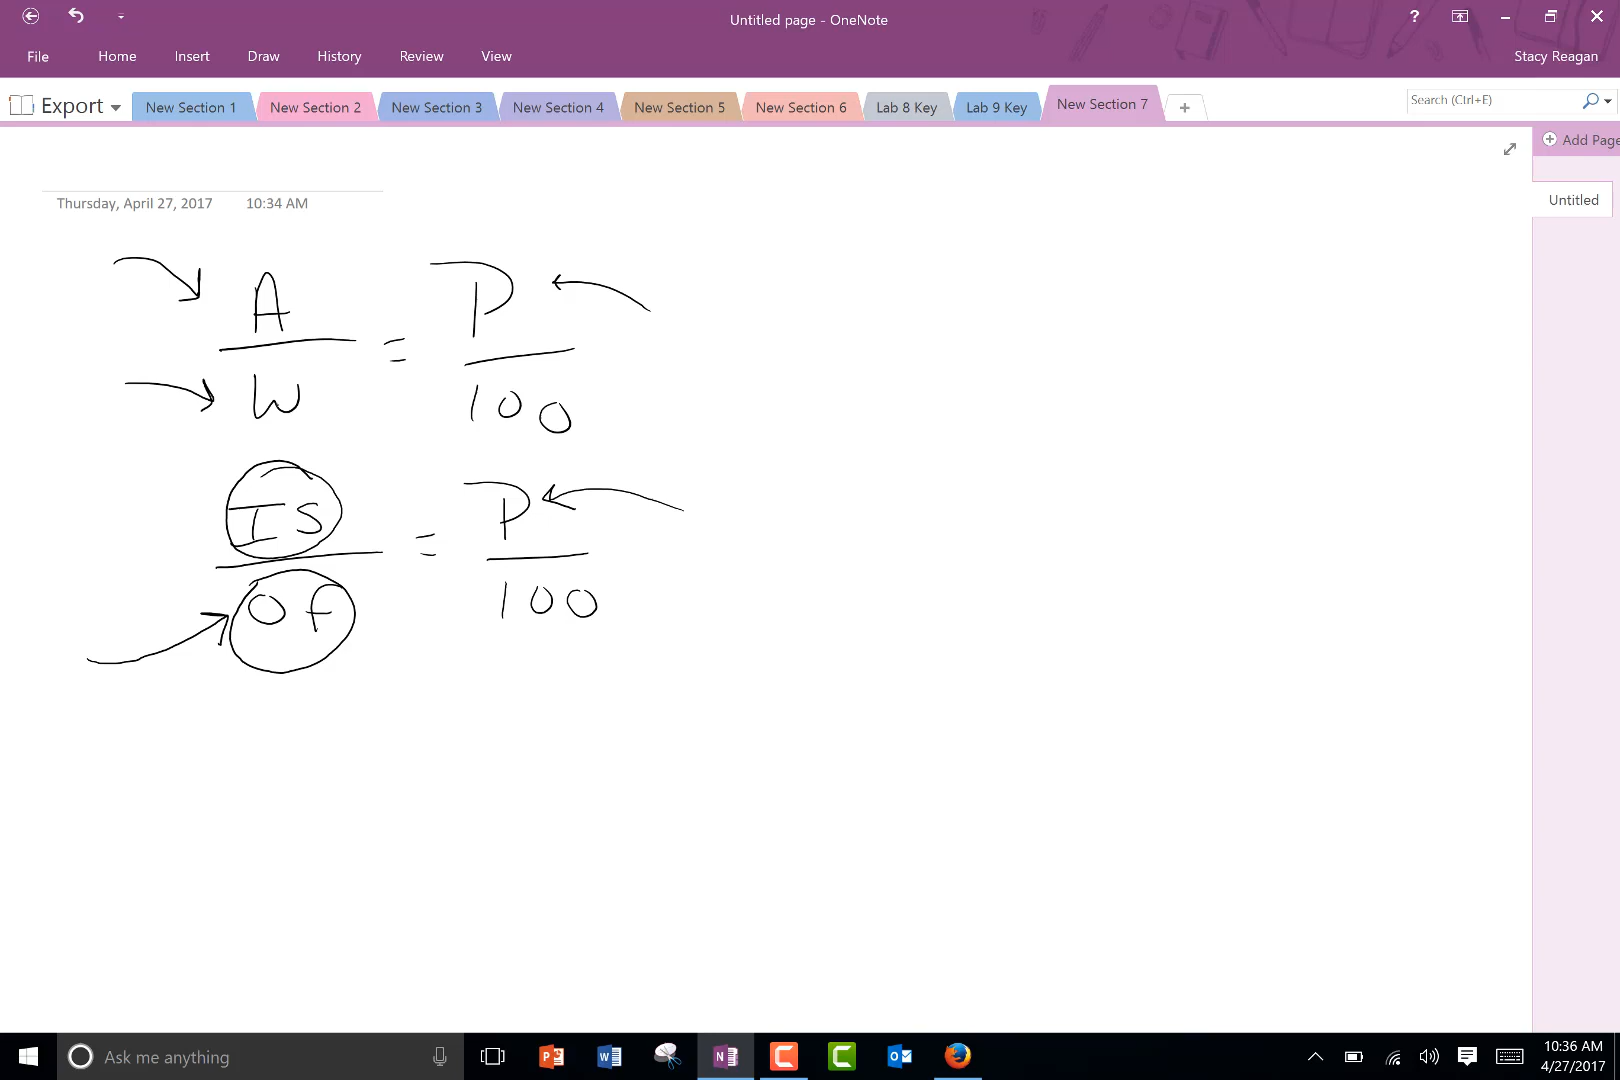 Untitled page - OneNote
?
File Home Insert Draw History Review View
Stacy Reagan
Export New Section 1 New Section 2 New Section 3 New Section 4 New Section 5 New Section 6 Lab 8 Key Lab 9 Key New Section 7 +
Search (Ctrl+E)
Add Page
Untitled
Thursday, April 27, 2017 10:34 AM
A = P
W 100
IS = P
OF 100
Ask me anything
10:36 AM
4/27/2017